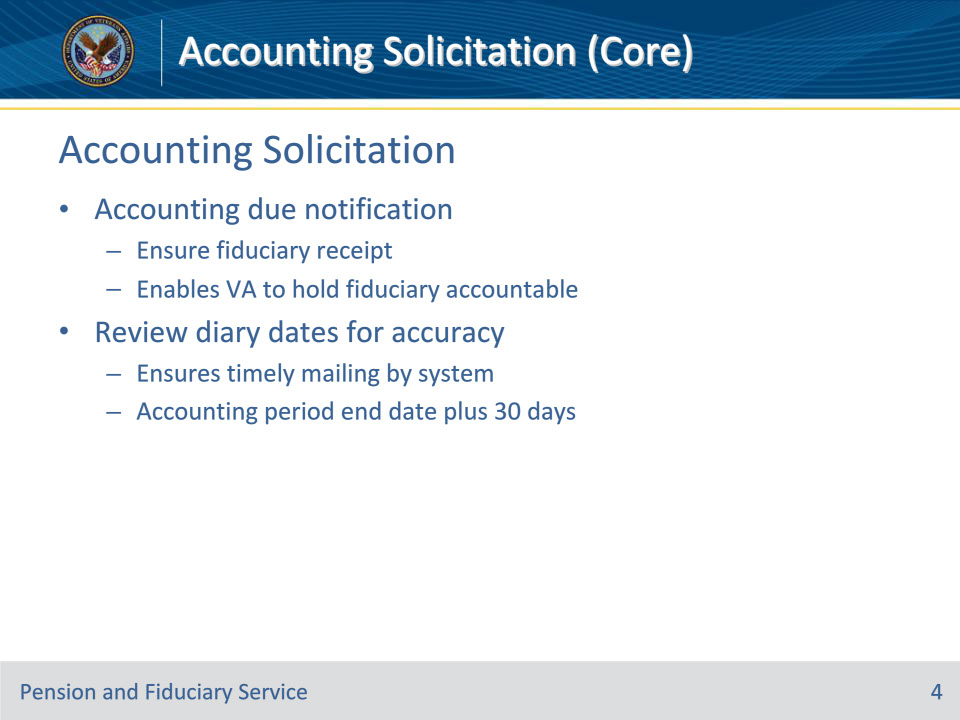 Accounting Solicitation (Core)
Accounting Solicitation
• Accounting due notification
– Ensure fiduciary receipt
– Enables VA to hold fiduciary accountable
• Review diary dates for accuracy
– Ensures timely mailing by system
– Accounting period end date plus 30 days
Pension and Fiduciary Service
4